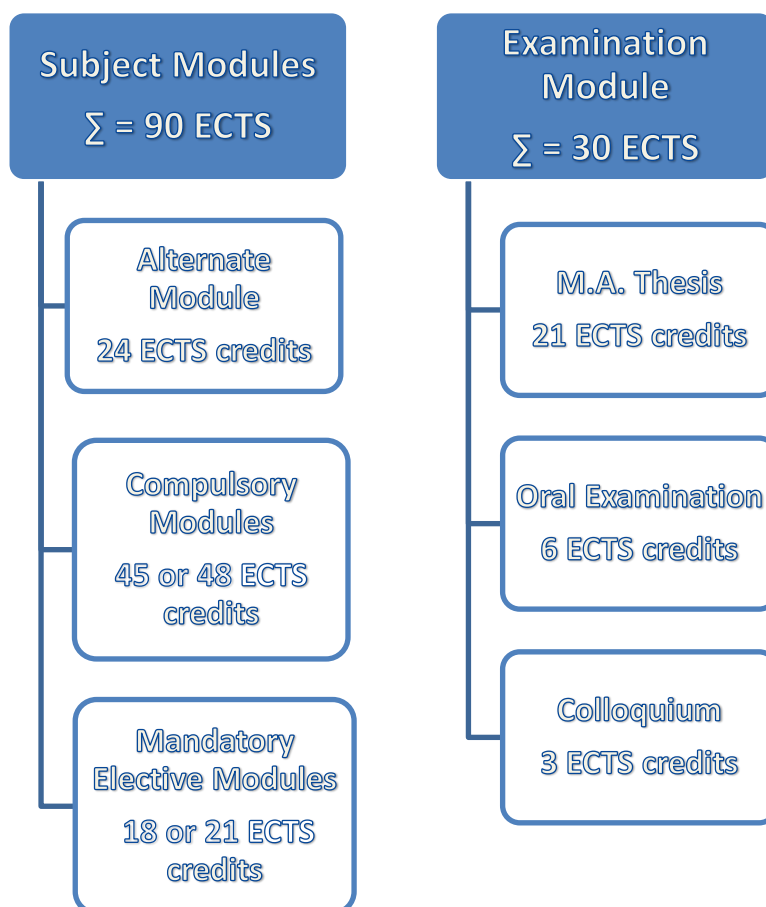 Subject Modules
∑ = 90 ECTS
Alternate
Module
24 ECTS credits
Compulsory
Modules
45 or 48 ECTS
credits
Mandatory
Elective Modules
18 or 21 ECTS
credits
Examination
Module
∑ = 30 ECTS
M.A. Thesis
21 ECTS credits
Oral Examination
6 ECTS credits
Colloquium
3 ECTS credits